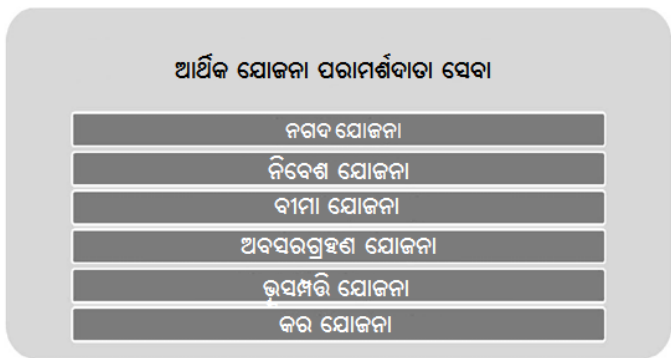 ଆର୍ଥିକ ଯୋଜନା ପରାମର୍ଶଦାତା ସେବା
ନଗଦ ଯୋଜନା
ନିବେଶ ଯୋଜନା
ବୀମା ଯୋଜନା
ଅବସରଗ୍ରହଣ ଯୋଜନା
ଭୂସମ୍ପତ୍ତି ଯୋଜନା
କର ଯୋଜନା